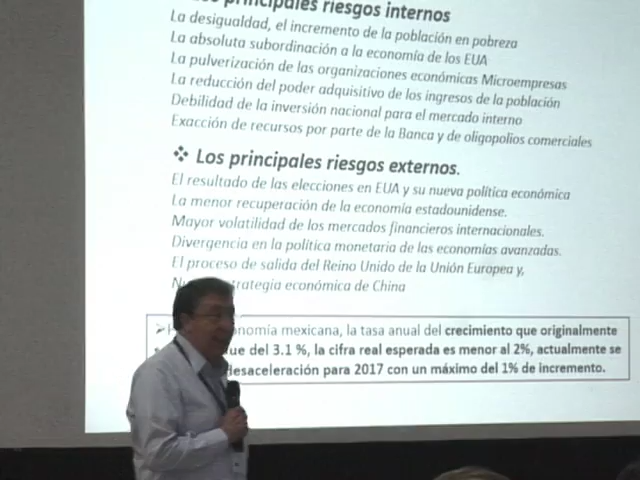 principales riesgos internos
La desigualdad, el incremento de la población en pobreza
La absoluta subordinación a la economía de los EUA
La pulverización de las organizaciones económicas Microempresas
La reducción del poder adquisitivo de los ingresos de la población
Debilidad de la inversión nacional para el mercado interno
Exacción de recursos por parte de la Banca y de oligopolios comerciales
❖ Los principales riesgos externos.
El resultado de las elecciones en EUA y su nueva política económica
La menor recuperación de la economía estadounidense.
Mayor volatilidad de los mercados financieros internacionales.
Divergencia en la política monetaria de las economías avanzadas.
El proceso de salida del Reino Unido de la Unión Europea y,
estrategia económica de China
mexicana, la tasa anual del crecimiento que originalmente
fue del 3.1 %, la cifra real esperada es menor al 2%, actualmente se
desaceleración para 2017 con un máximo del 1% de incremento.